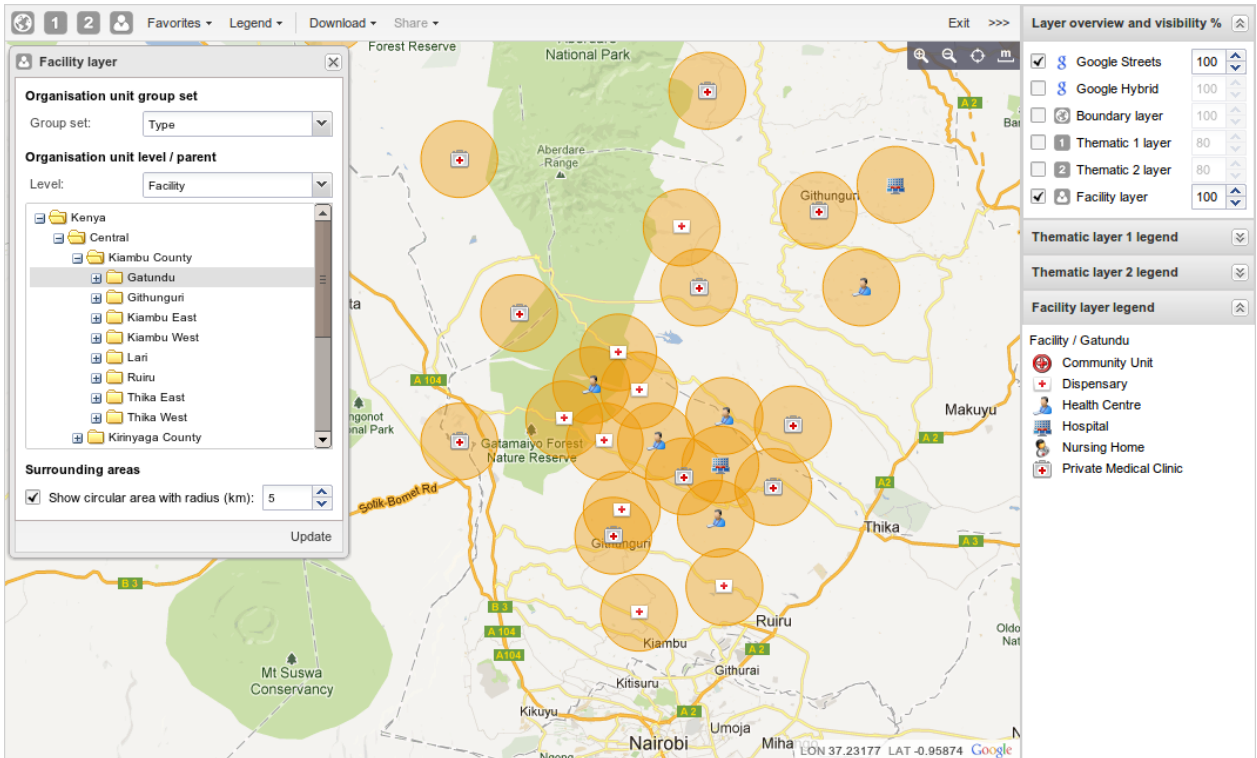 1 2 Favorites Legend Download Share Exit >>>
Facility layer
Organisation unit group set
Group set: Type
Organisation unit level / parent
Level: Facility
Kenya
Central
Kiambu County
Gatundu
Githunguri
Kiambu East
Kiambu West
Lari
Ruiru
Thika East
Thika West
Kirinyaga County
Surrounding areas
Show circular area with radius (km): 5
Update
Forest Reserve
National Park
m
A 2
Aberdare
Range
Githunguri
A 104
Gatamaiyo Forest
Nature Reserve
Makuyu
A 2
Sotik-Bomet Rd
A2
Thika
Githunguri
A 3
B 3
B 3
Ruiru
A 104
Kiambu
A 2
A104
Mt Suswa
Conservancy
Githurai
Kitisuru
Kikuyu
A 2
Umoja
Nairobi
LON 37.23177 LAT -0.95874 Google
Layer overview and visibility %
Google Streets 100
Google Hybrid 100
Boundary layer 100
1 Thematic 1 layer 80
2 Thematic 2 layer 80
Facility layer 100
Thematic layer 1 legend
Thematic layer 2 legend
Facility layer legend
Facility / Gatundu
Community Unit
Dispensary
Health Centre
Hospital
Nursing Home
Private Medical Clinic